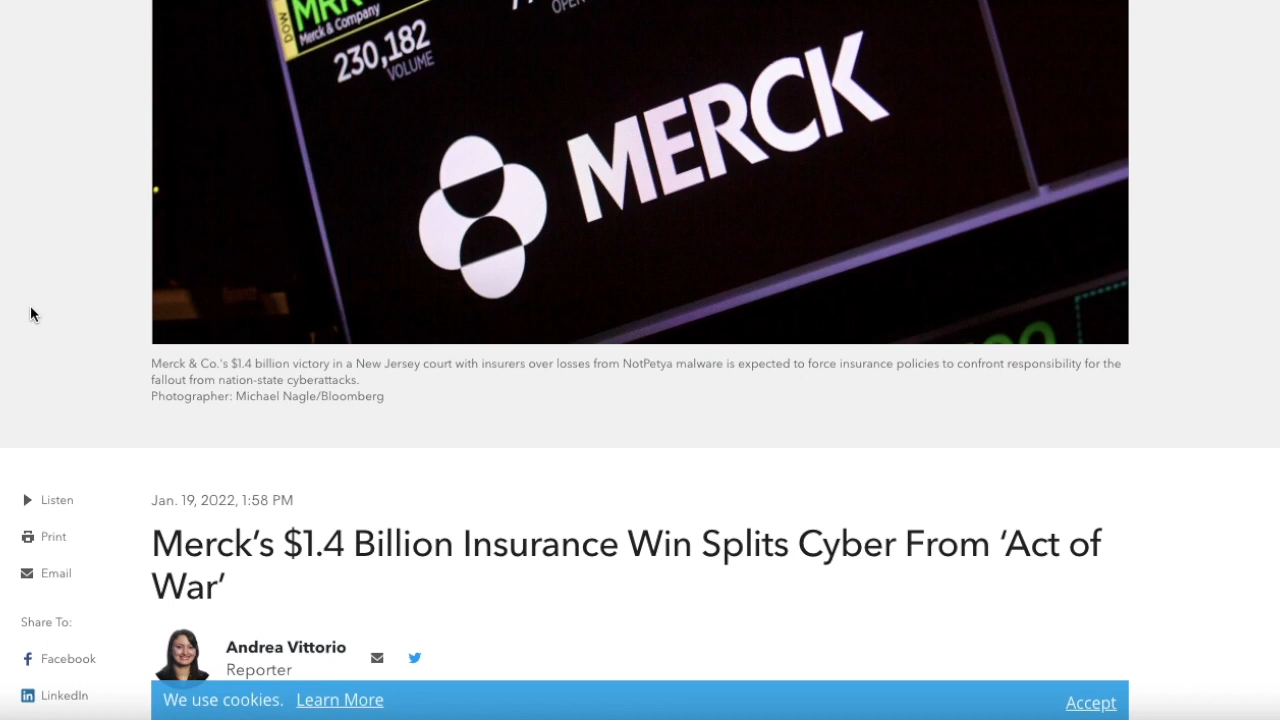 MRK
Merck & Company
DOW
230,182
VOLUME
OPEN
MERCK
Merck & Co.'s $1.4 billion victory in a New Jersey court with insurers over losses from NotPetya malware is expected to force insurance policies to confront responsibility for the
fallout from nation-state cyberattacks.
Photographer: Michael Nagle/Bloomberg
Listen
Jan. 19, 2022, 1:58 PM
Print
Merck's $1.4 Billion Insurance Win Splits Cyber From ‘Act of
War’
Email
Share To:
Andrea Vittorio
Reporter
Facebook
LinkedIn
We use cookies. Learn More
Accept